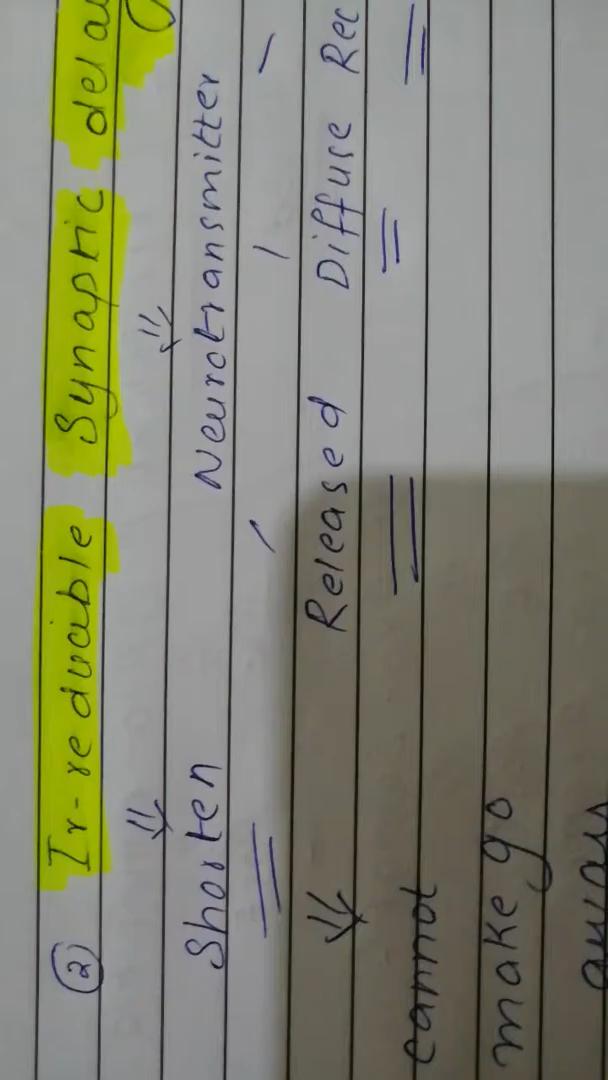 ② Ir-reducible Synaptic
Shorten Neurotransmitter
Released Diffuse
cannot
make go